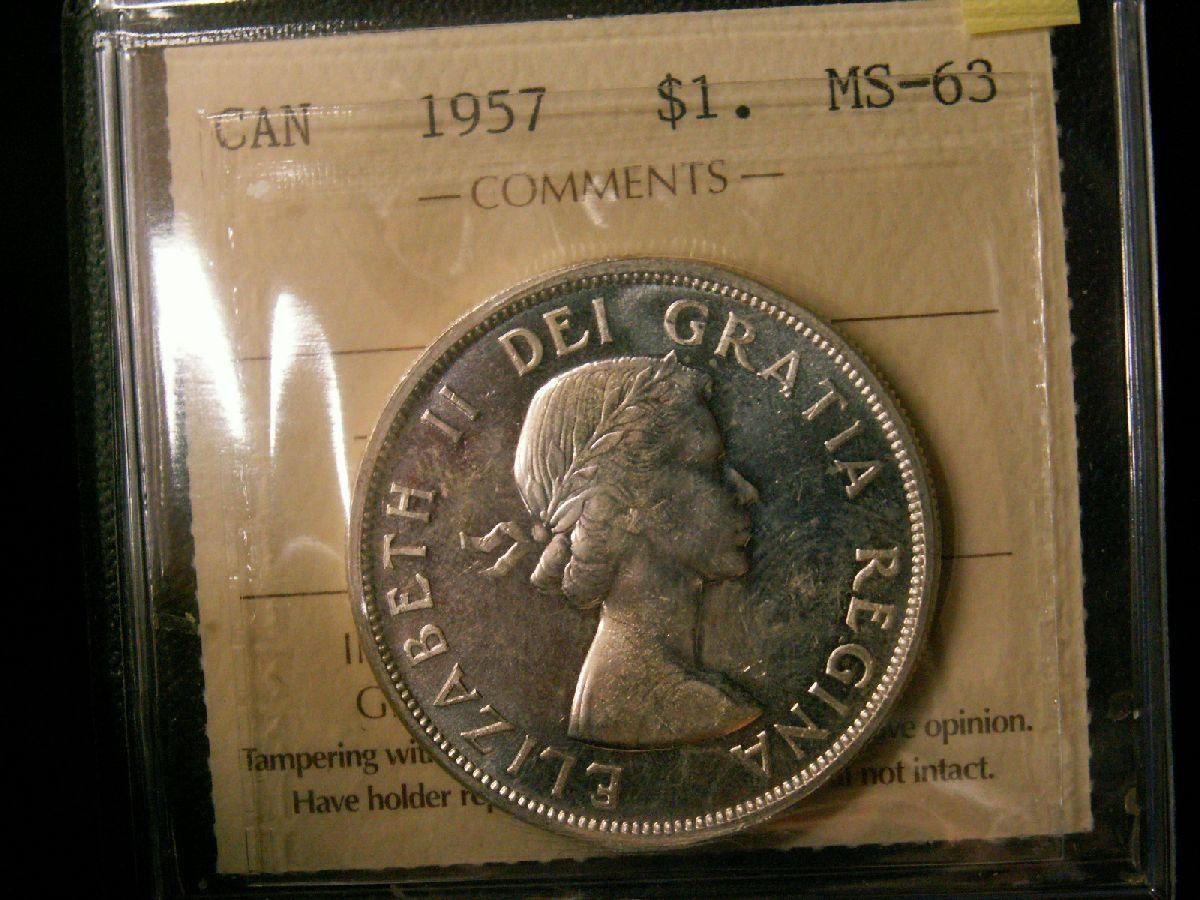 CAN 1957 $1. MS-63
— COMMENTS —
ELIZABETH II DEI GRATIA REGINA
Tampering opinion.
Have holder not intact.